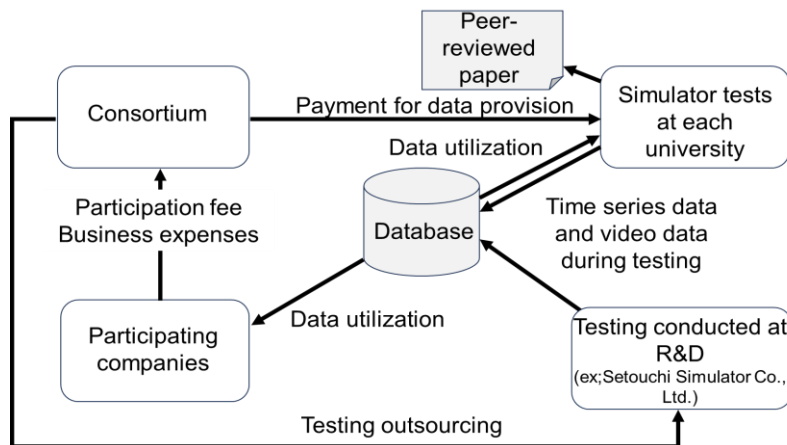 Peer-
reviewed
paper
Consortium
Payment for data provision
Simulator tests
at each
university
Data utilization
Participation fee
Business expenses
Database
Time series data
and video data
during testing
Participating
companies
Data utilization
Testing conducted at
R&D
(ex;Setouchi Simulator Co.,
Ltd.)
Testing outsourcing